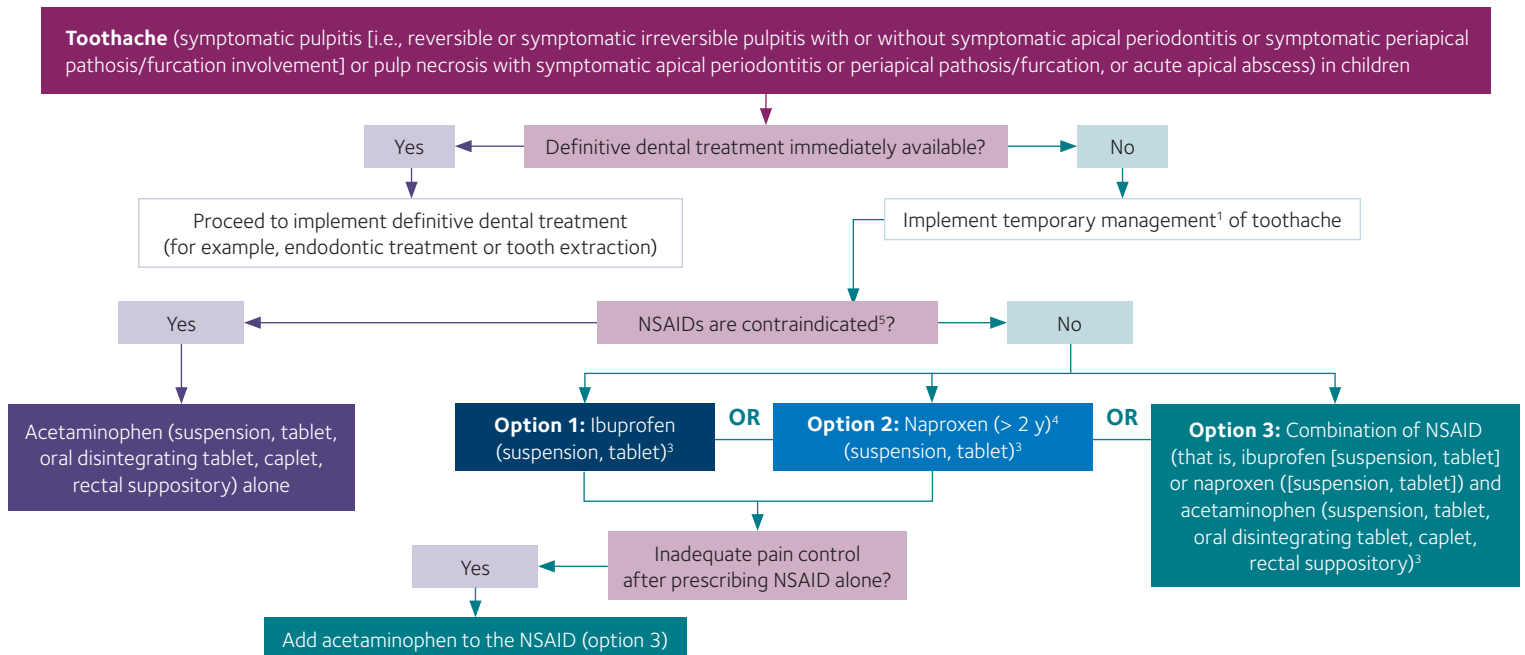 Toothache (symptomatic pulpitis [i.e., reversible or symptomatic irreversible pulpitis with or without symptomatic apical periodontitis or symptomatic periapical
pathosis/furcation involvement] or pulp necrosis with symptomatic apical periodontitis or periapical pathosis/furcation, or acute apical abscess) in children
Yes
Definitive dental treatment immediately available?
No
Proceed to implement definitive dental treatment
(for example, endodontic treatment or tooth extraction)
Implement temporary management¹ of toothache
Yes
NSAIDs are contraindicated⁵?
No
Acetaminophen (suspension, tablet,
oral disintegrating tablet, caplet,
rectal suppository) alone
Option 1: Ibuprofen
(suspension, tablet)³
OR
Option 2: Naproxen (> 2 y)⁴
(suspension, tablet)³
OR
Option 3: Combination of NSAID
(that is, ibuprofen [suspension, tablet]
or naproxen ([suspension, tablet]) and
acetaminophen (suspension, tablet,
oral disintegrating tablet, caplet,
rectal suppository)³
Yes
Inadequate pain control
after prescribing NSAID alone?
Add acetaminophen to the NSAID (option 3)